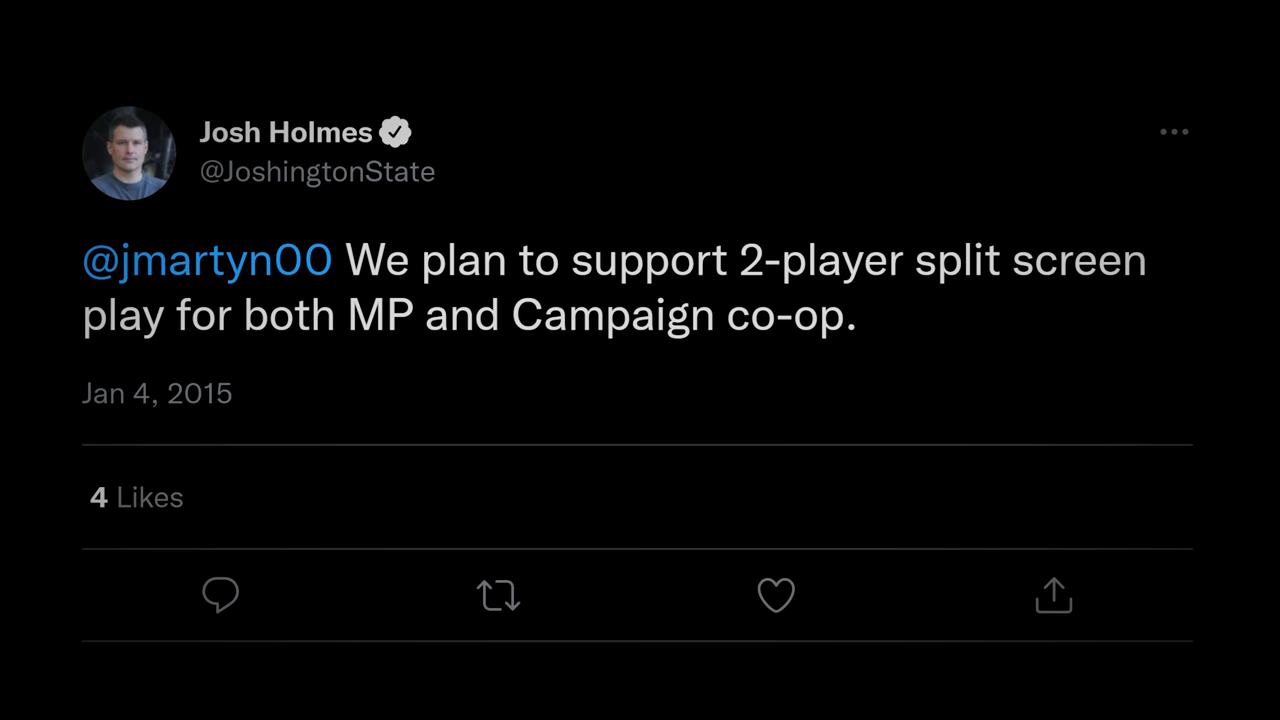 Josh Holmes
@JoshingtonState
@jmartyn00 We plan to support 2-player split screen
play for both MP and Campaign co-op.
Jan 4, 2015
4 Likes